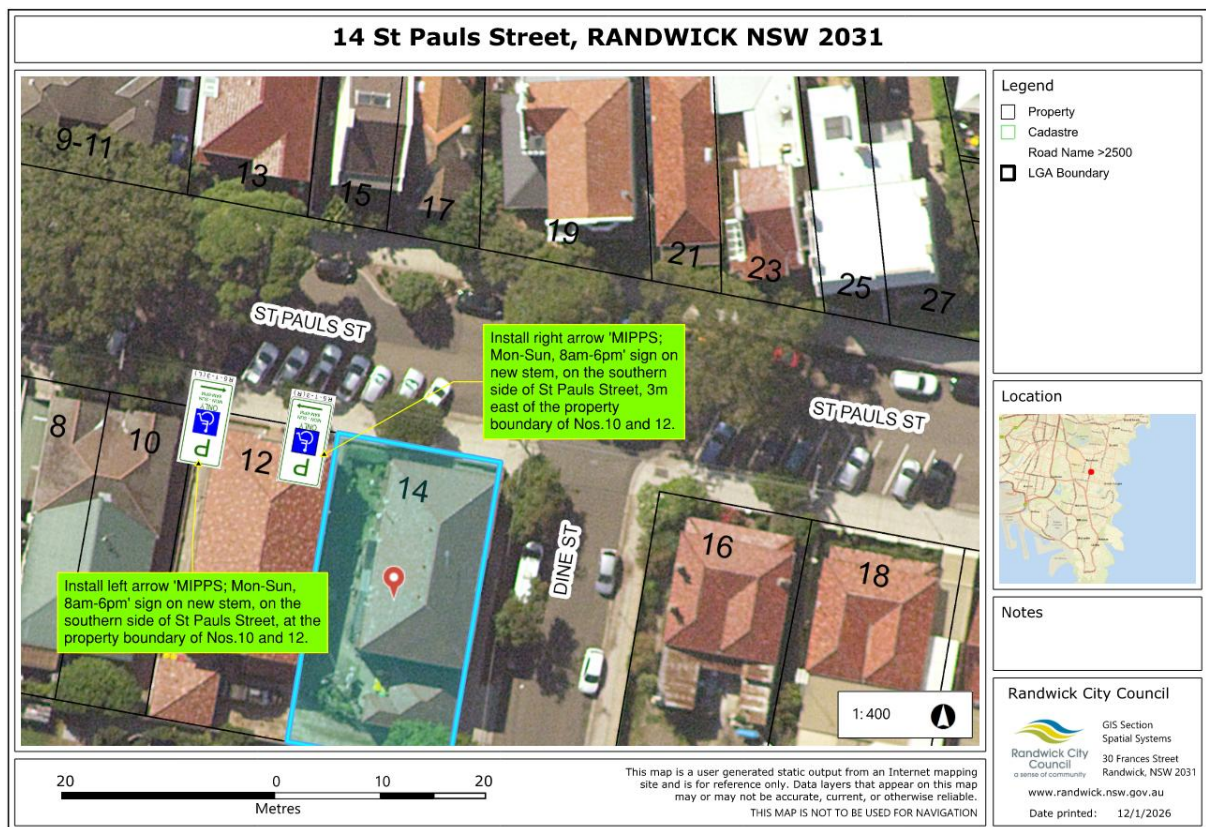 14 St Pauls Street, RANDWICK NSW 2031
9-11
13
15
17
19
21
23
25
27
ST PAULS ST
ST PAULS ST
Install right arrow 'MIPPS;
Mon-Sun, 8am-6pm' sign on
new stem, on the southern
side of St Pauls Street, 3m
east of the property
boundary of Nos.10 and 12.
RS-1-3(L)
P
ONLY
RS-1-3(R)
P
ONLY
8
10
12
14
16
18
DINE ST
Install left arrow 'MIPPS; Mon-Sun,
8am-6pm' sign on new stem, on the
southern side of St Pauls Street, at the
property boundary of Nos.10 and 12.
1:400
Legend
Property
Cadastre
Road Name >2500
LGA Boundary
Location
Notes
Randwick City Council
Randwick City
Council
a sense of community
GIS Section
Spatial Systems
30 Frances Street
Randwick, NSW 2031
www.randwick.nsw.gov.au
Date printed: 12/1/2026
20 0 10 20
Metres
This map is a user generated static output from an Internet mapping
site and is for reference only. Data layers that appear on this map
may or may not be accurate, current, or otherwise reliable.
THIS MAP IS NOT TO BE USED FOR NAVIGATION